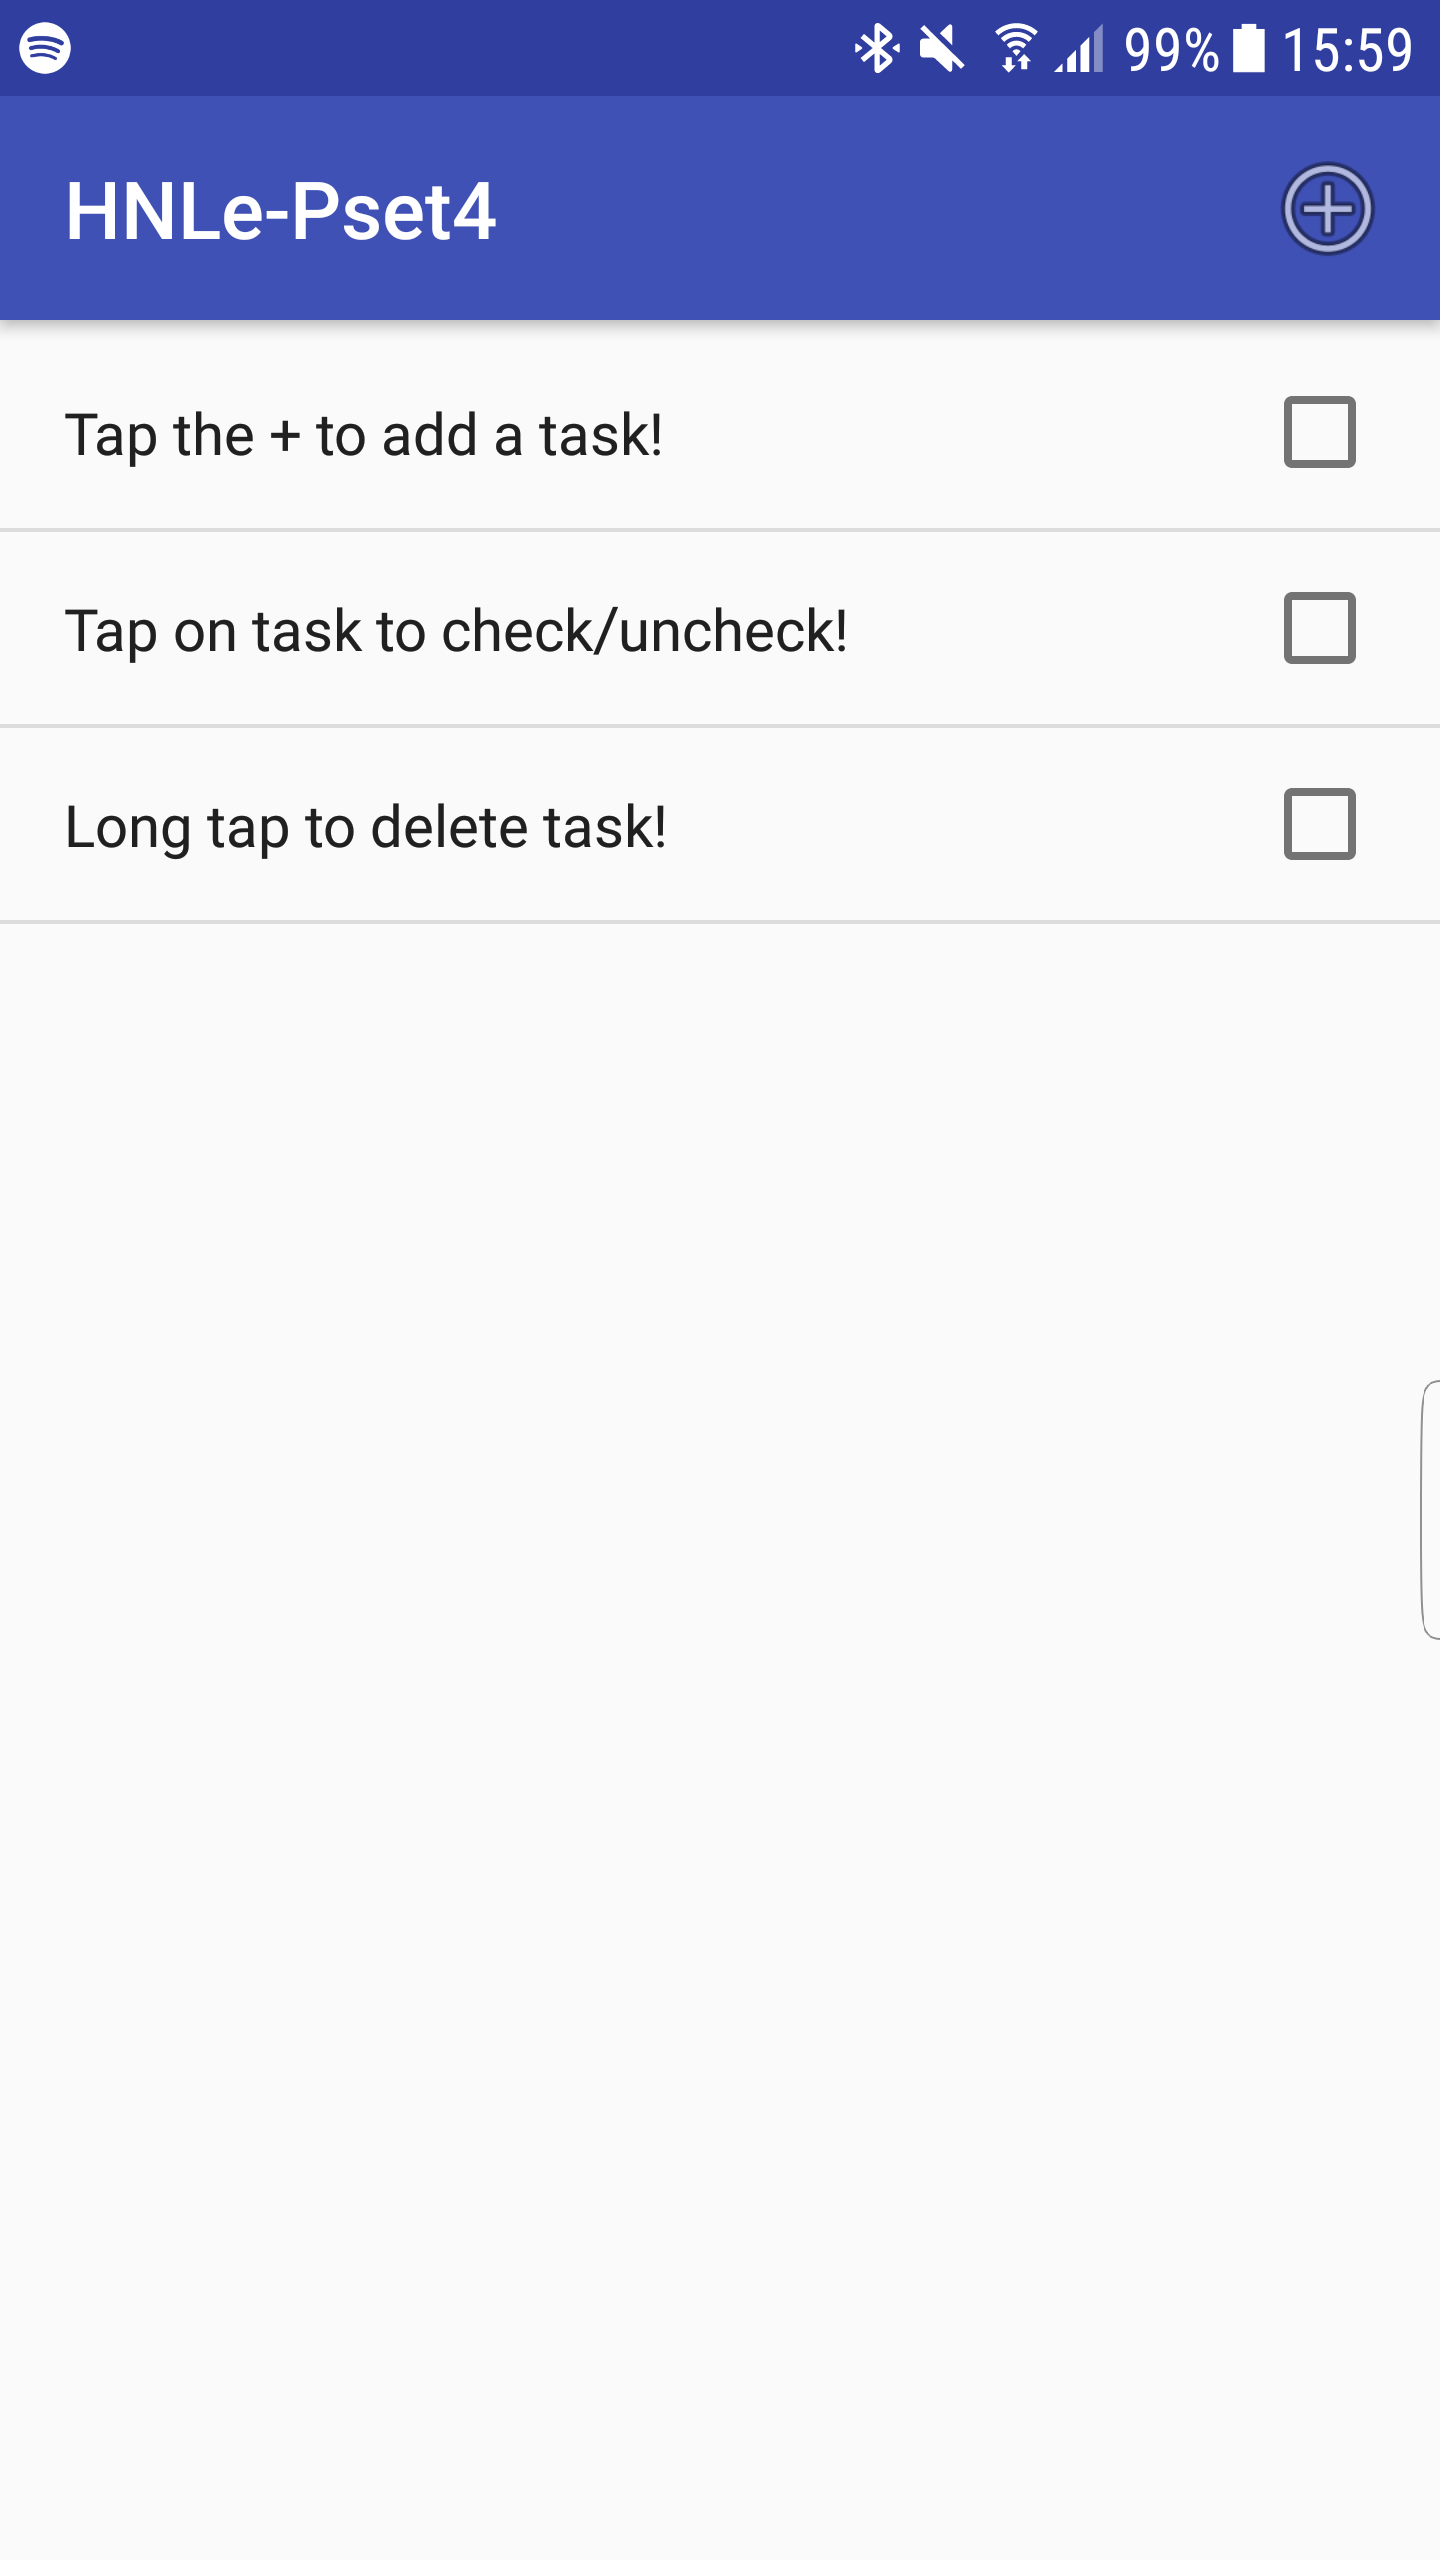 99% 15:59
HNLe-Pset4
Tap the + to add a task!
Tap on task to check/uncheck!
Long tap to delete task!